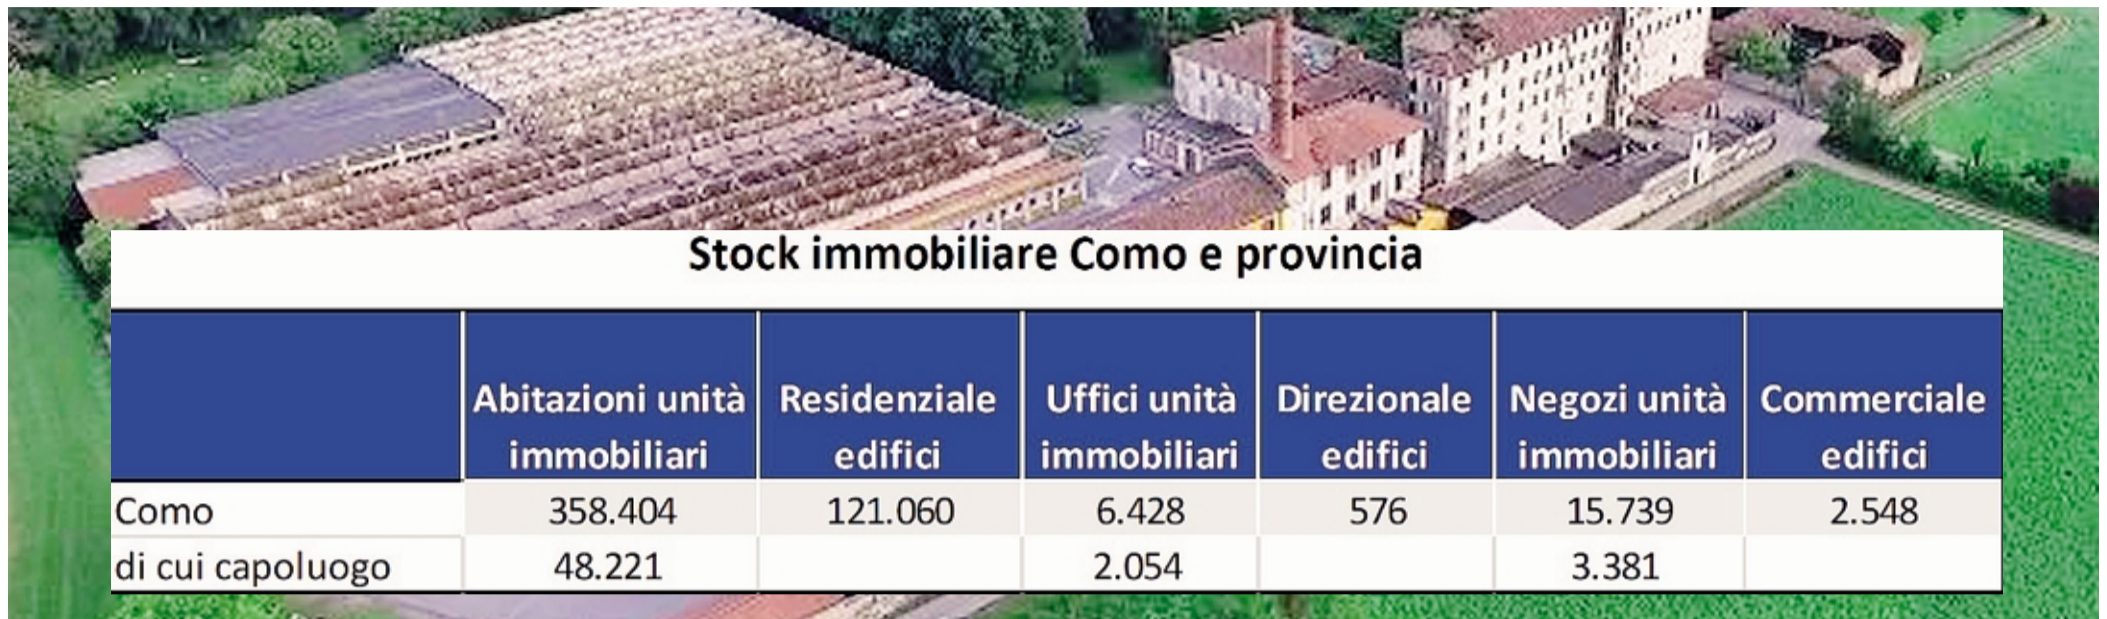 Stock immobiliare Como e provincia
Abitazioni unità immobiliari Residenziale edifici Uffici unità immobiliari Direzionale edifici Negozi unità immobiliari Commerciale edifici
Como 358.404 121.060 6.428 576 15.739 2.548
di cui capoluogo 48.221 2.054 3.381